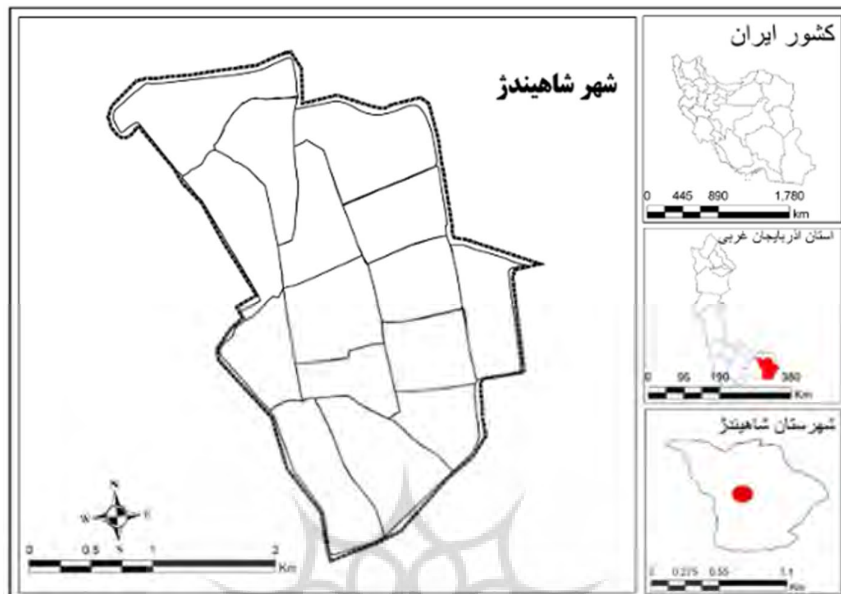 شهر شاهیندژ
N
W E
S
0 0.5 1 2
Km
کشور ایران
0 445 890 1,780
km
استان آذربایجان غربی
0 95 190 380
Km
شهرستان شاهیندژ
0 0.275 0.55 1.1
Km